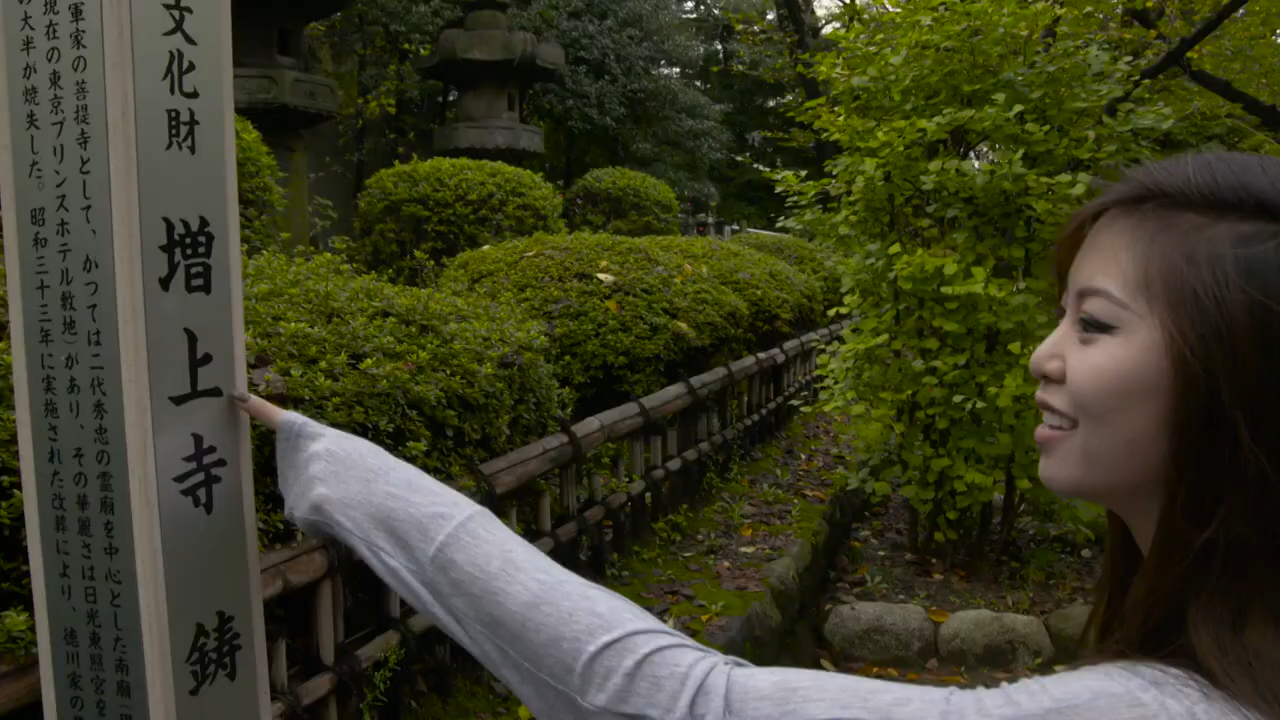 文化財 増上寺 鋳
軍家の菩提寺として、かつては二代秀忠の霊廟を中心とした南廟
現在の東京プリンスホテル敷地）があり、その華麗さは日光東照宮を
の大半が焼失した。昭和三十三年に実施された改葬により、徳川家の